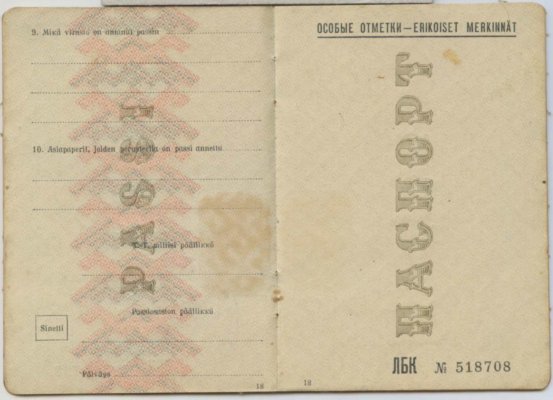 9. Mikä virasto on antanut passin
10. Asiapaperit, joiden perusteella on passi annettu
PASSI
T.-T. miliisi päällikkö
Passiosaston päällikkö
Sinetti
Päiväys
18
ОСОБЫЕ ОТМЕТКИ—ERIKOISET MERKINNÄT
ПАСПОРТ
18
ЛБК № 518708